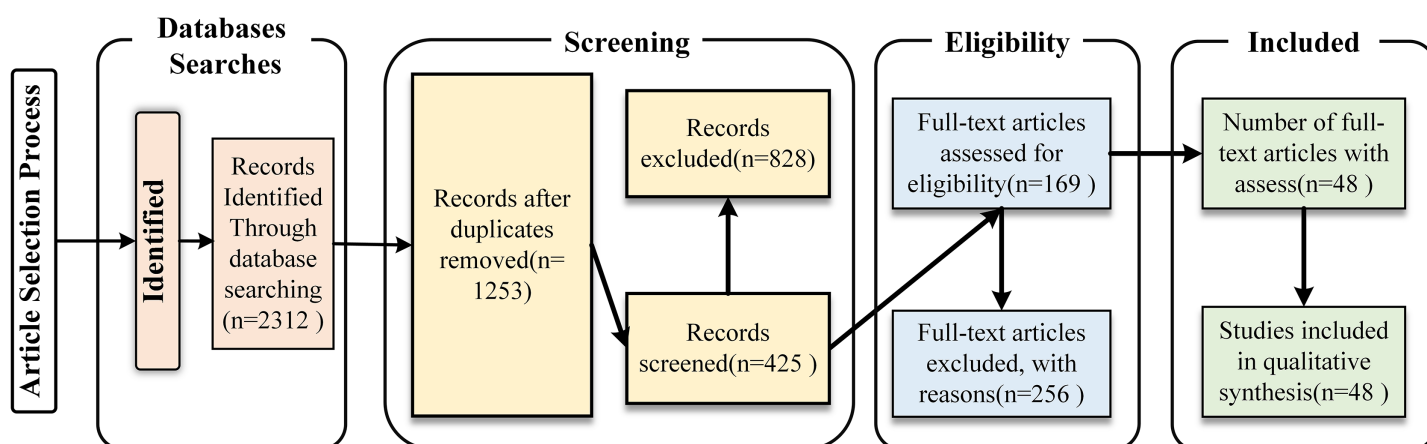 Article Selection Process
Databases
Searches
Identified
Records
Identified
Through
database
searching
(n=2312 )
Screening
Records after
duplicates
removed(n=
1253)
Records
excluded(n=828)
Records
screened(n=425 )
Eligibility
Full-text articles
assessed for
eligibility(n=169 )
Full-text articles
excluded, with
reasons(n=256 )
Included
Number of full-
text articles with
assess(n=48 )
Studies included
in qualitative
synthesis(n=48 )